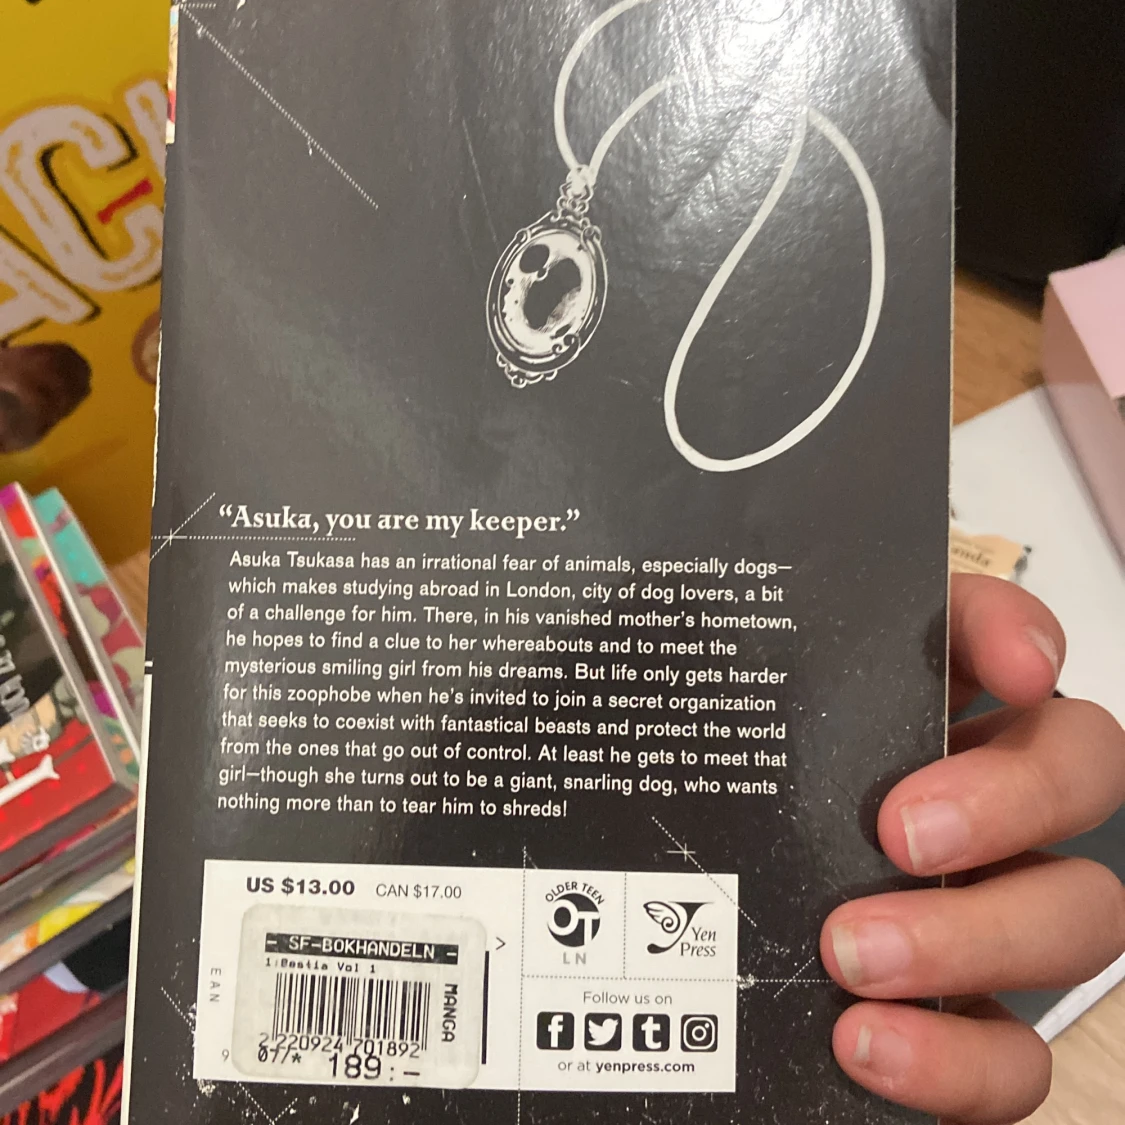 “Asuka, you are my keeper.”
Asuka Tsukasa has an irrational fear of animals, especially dogs—
which makes studying abroad in London, city of dog lovers, a bit
of a challenge for him. There, in his vanished mother’s hometown,
he hopes to find a clue to her whereabouts and to meet the
mysterious smiling girl from his dreams. But life only gets harder
for this zoophobe when he’s invited to join a secret organization
that seeks to coexist with fantastical beasts and protect the world
from the ones that go out of control. At least he gets to meet that
girl—though she turns out to be a giant, snarling dog, who wants
nothing more than to tear him to shreds!
US $13.00 CAN $17.00
- SF-BOKHANDELN -
1:Bestia Vol 1
MANGA
2 220924 701892
07/*
189:-
EAN
9
>
OLDER TEEN
OT
LN
Yen
Press
Follow us on
f t
or at yenpress.com